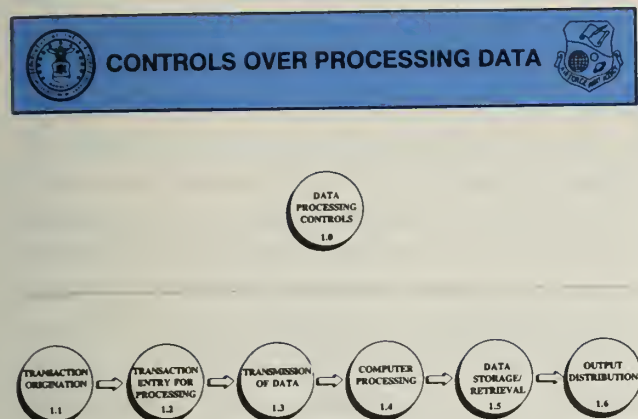 CONTROLS OVER PROCESSING DATA
DATA
PROCESSING
CONTROLS
1.0
TRANSACTION
ORIGINATION
1.1
TRANSACTION
ENTRY FOR
PROCESSING
1.2
TRANSMISSION
OF DATA
1.3
COMPUTER
PROCESSING
1.4
DATA
STORAGE/
RETRIEVAL
1.5
OUTPUT
DISTRIBUTION
1.6